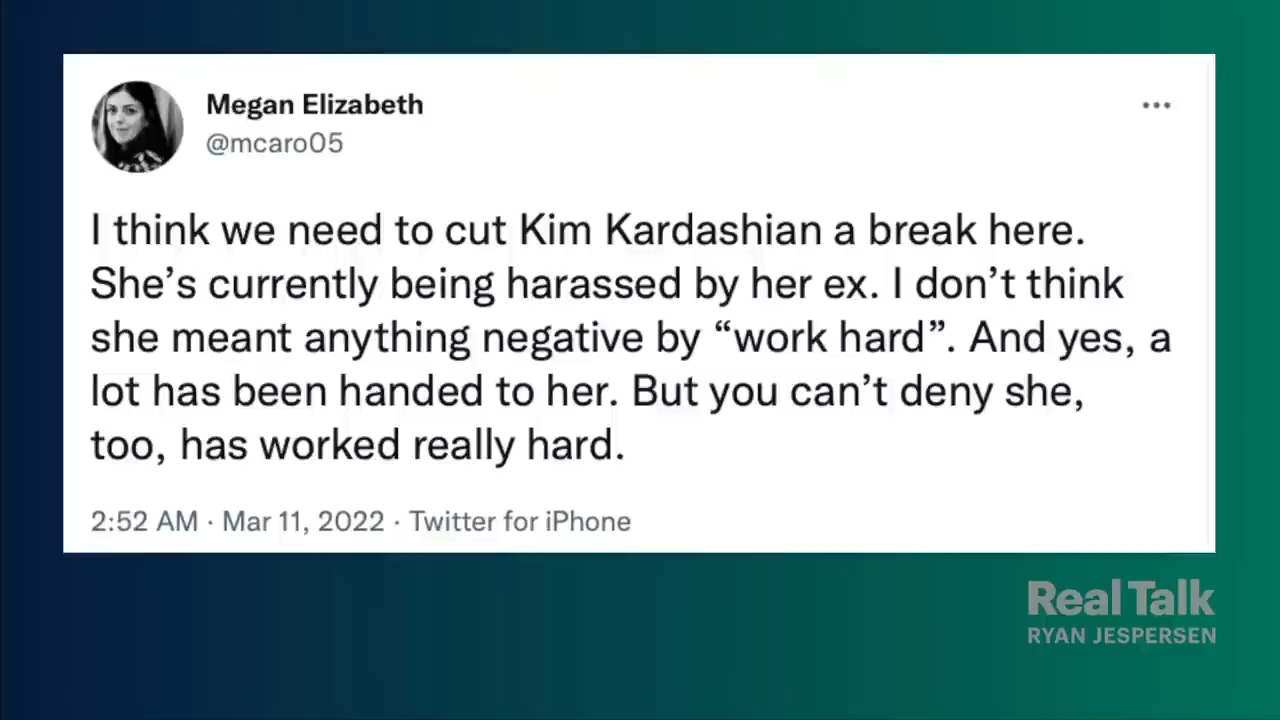 Megan Elizabeth
@mcaro05
I think we need to cut Kim Kardashian a break here.
She’s currently being harassed by her ex. I don’t think
she meant anything negative by “work hard”. And yes, a
lot has been handed to her. But you can’t deny she,
too, has worked really hard.
2:52 AM · Mar 11, 2022 · Twitter for iPhone
Real Talk
RYAN JESPERSEN